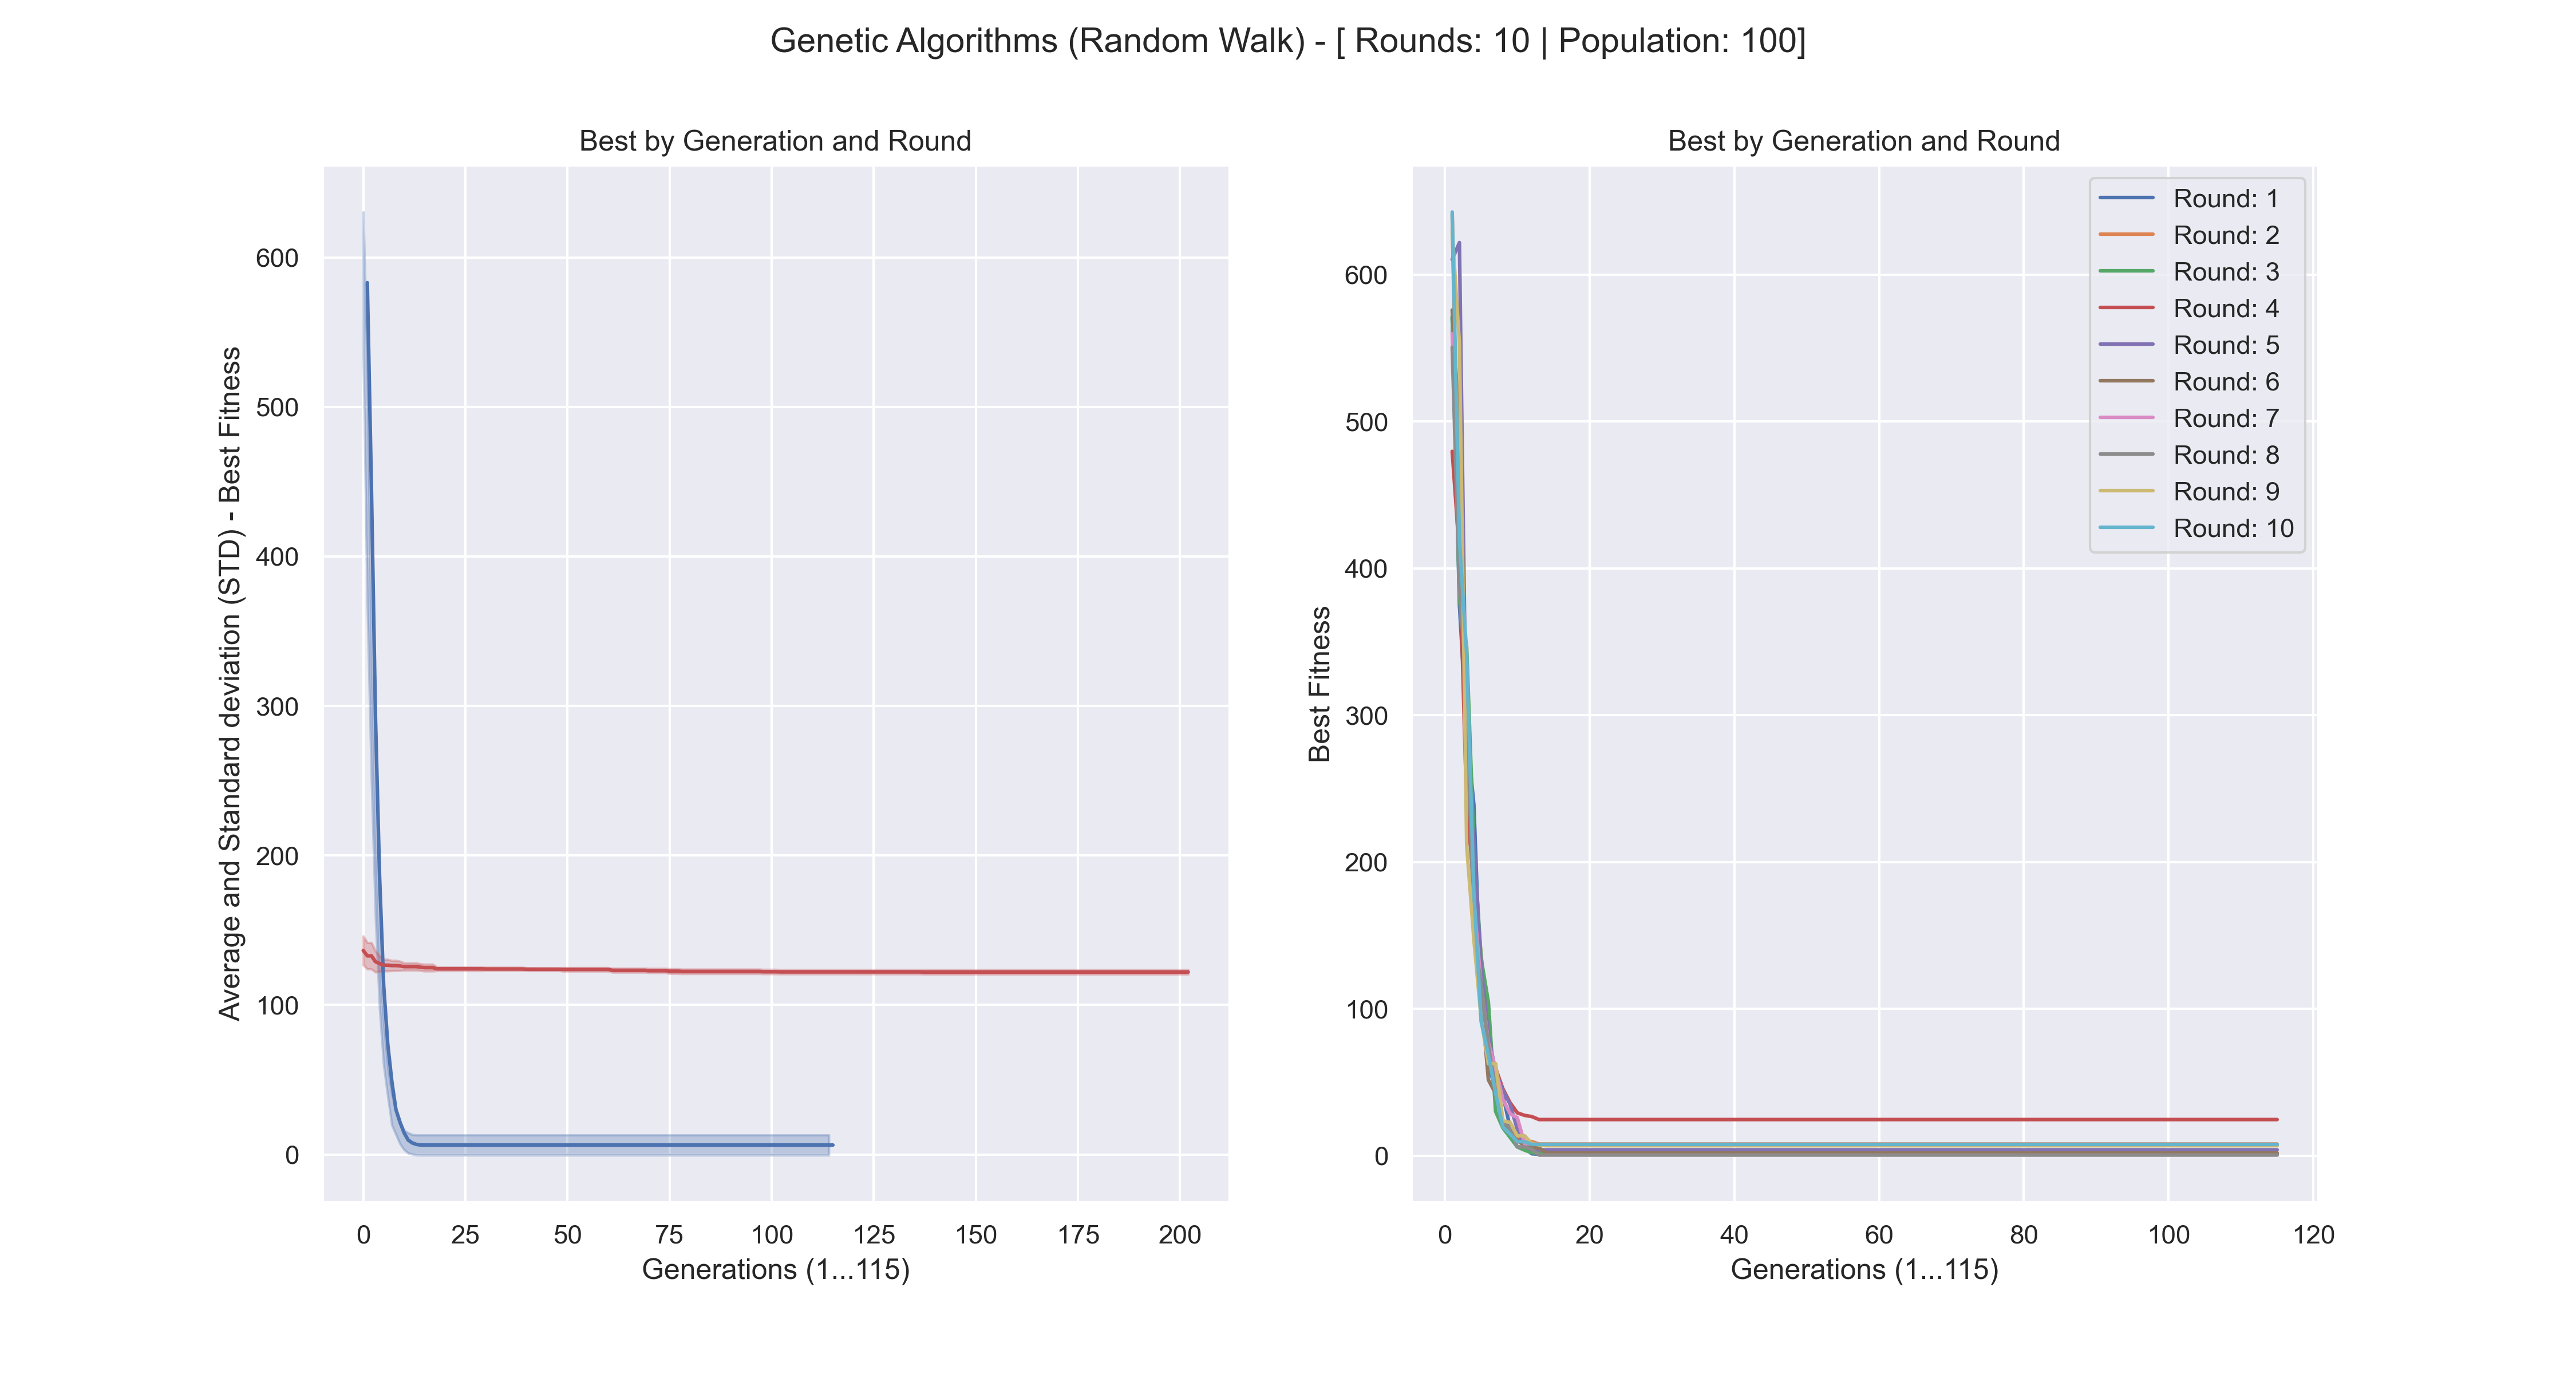 Genetic Algorithms (Random Walk) - [ Rounds: 10 | Population: 100]
Best by Generation and Round
Average and Standard deviation (STD) - Best Fitness
600
500
400
300
200
100
0
0 25 50 75 100 125 150 175 200
Generations (1...115)
Best by Generation and Round
Best Fitness
600
500
400
300
200
100
0
0 20 40 60 80 100 120
Generations (1...115)
Round: 1
Round: 2
Round: 3
Round: 4
Round: 5
Round: 6
Round: 7
Round: 8
Round: 9
Round: 10